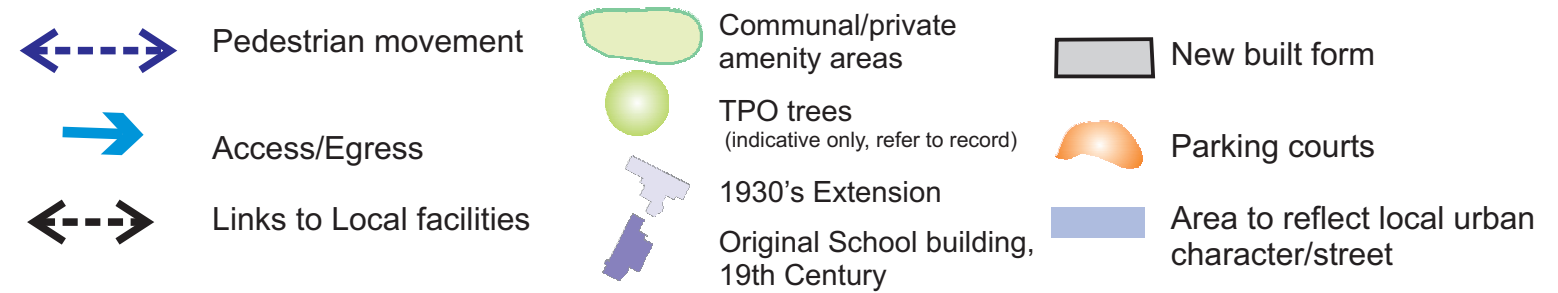 Pedestrian movement
Access/Egress
Links to Local facilities
Communal/private
amenity areas
TPO trees
(indicative only, refer to record)
1930's Extension
Original School building,
19th Century
New built form
Parking courts
Area to reflect local urban
character/street